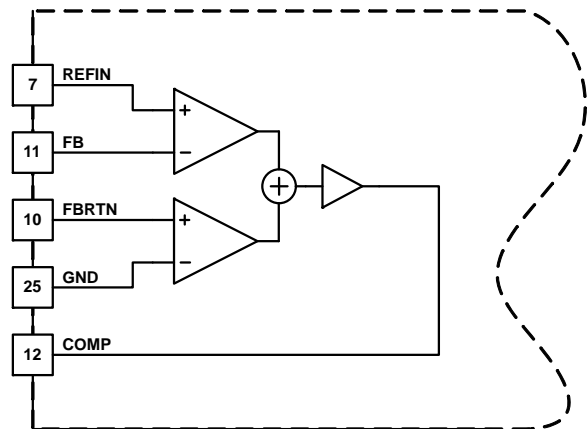 7 REFIN
+
11 FB
−
+
10 FBRTN
+
−
25 GND
12 COMP